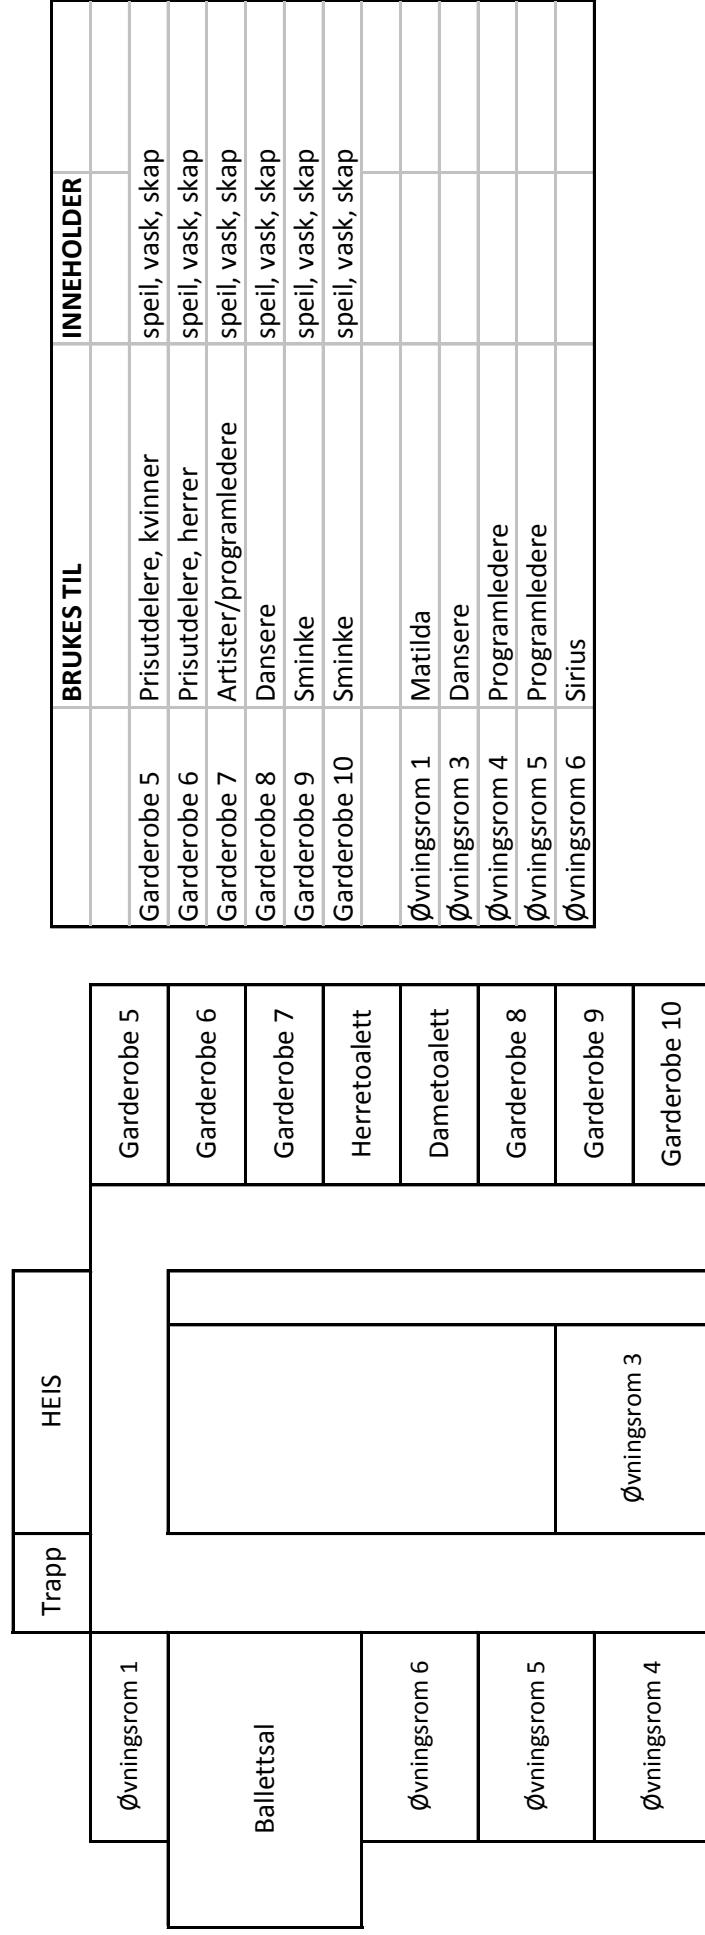 Trapp HEIS
Øvningsrom 1 Garderobe 5
Ballettsal Garderobe 6
Garderobe 7
Herretoalett
Øvningsrom 6 Dametoalett
Øvningsrom 5 Garderobe 8
Øvningsrom 3 Garderobe 9
Øvningsrom 4 Garderobe 10
BRUKES TIL INNEHOLDER
Garderobe 5 Prisutdelere, kvinner speil, vask, skap
Garderobe 6 Prisutdelere, herrer speil, vask, skap
Garderobe 7 Artister/programledere speil, vask, skap
Garderobe 8 Dansere speil, vask, skap
Garderobe 9 Sminke speil, vask, skap
Garderobe 10 Sminke speil, vask, skap
Øvningsrom 1 Matilda
Øvningsrom 3 Dansere
Øvningsrom 4 Programledere
Øvningsrom 5 Programledere
Øvningsrom 6 Sirius